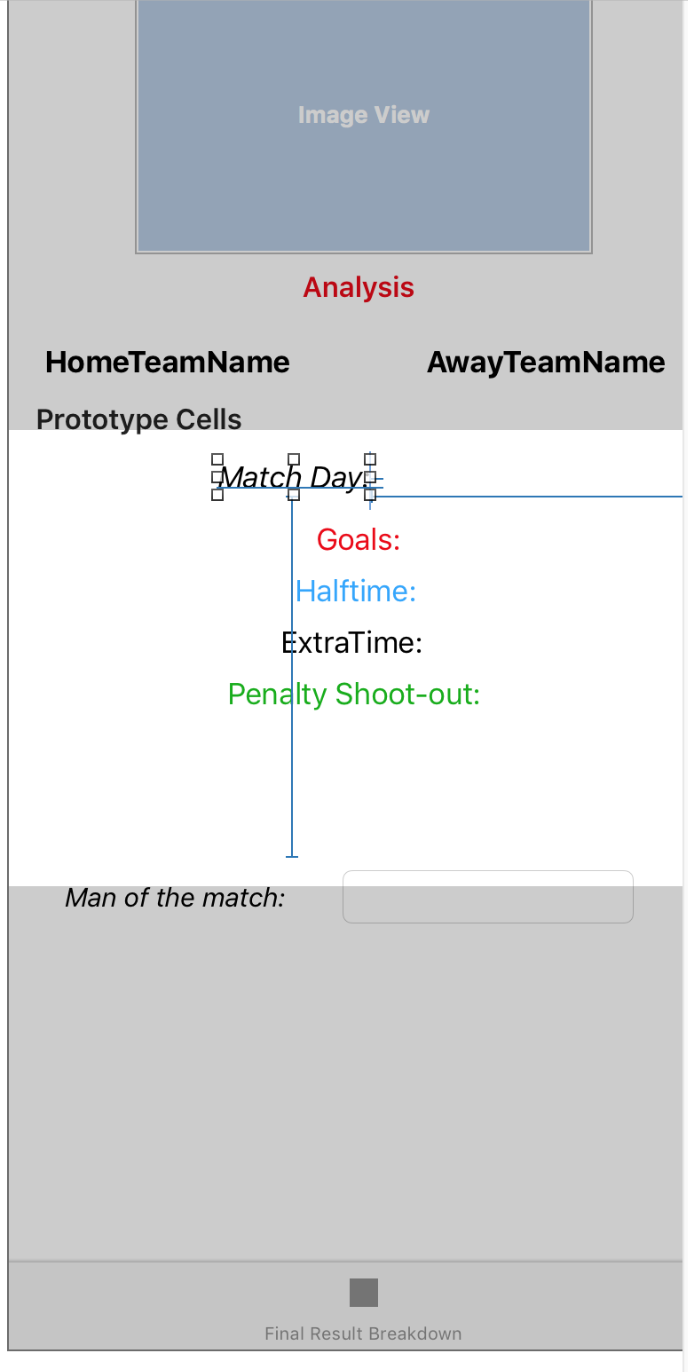 Image View
Analysis
HomeTeamName
AwayTeamName
Prototype Cells
Match Day:
Goals:
Halftime:
ExtraTime:
Penalty Shoot-out:
Man of the match:
Final Result Breakdown